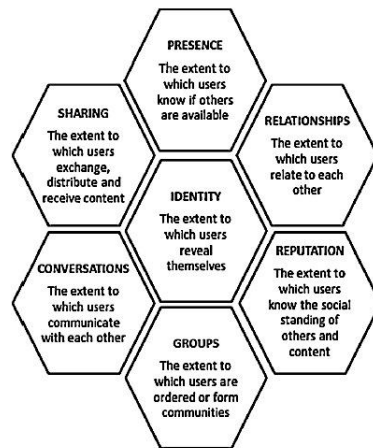 PRESENCE
The extent to
which users
know if others
are available
SHARING
The extent to
which users
exchange,
distribute and
receive content
RELATIONSHIPS
The extent to
which users
relate to each
other
IDENTITY
The extent to
which users
reveal
themselves
CONVERSATIONS
The extent to
which users
communicate
with each other
REPUTATION
The extent to
which users
know the social
standing of
others and
content
GROUPS
The extent to
which users are
ordered or form
communities